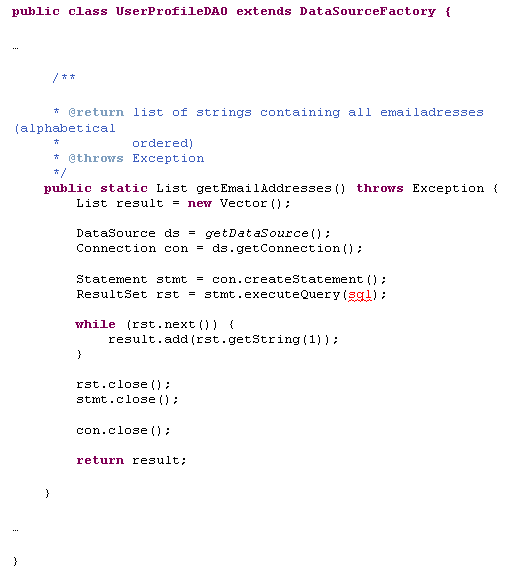 public class UserProfileDAO extends DataSourceFactory {
…
/**
* @return list of strings containing all emailadresses
(alphabetical
* ordered)
* @throws Exception
*/
public static List getEmailAddresses() throws Exception {
List result = new Vector();
DataSource ds = getDataSource();
Connection con = ds.getConnection();
Statement stmt = con.createStatement();
ResultSet rst = stmt.executeQuery(sql);
while (rst.next()) {
result.add(rst.getString(1));
}
rst.close();
stmt.close();
con.close();
return result;
}
…
}